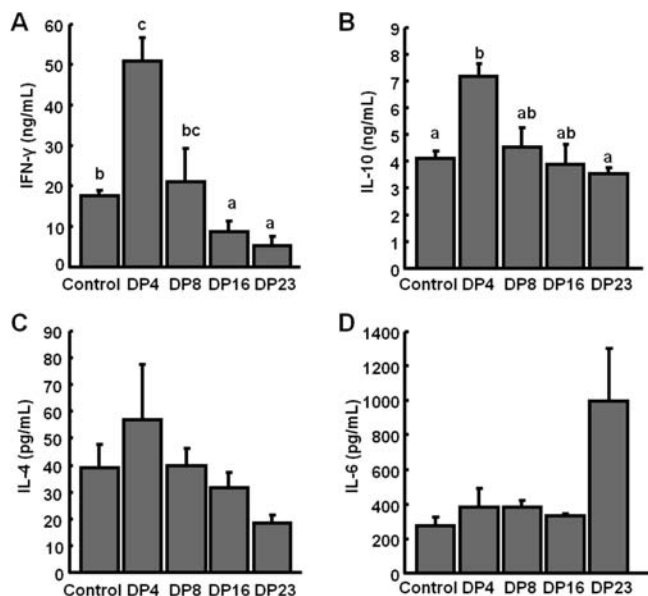 A
IFN-γ (ng/mL)
60
50
40
30
20
10
0
b
c
bc
a
a
Control DP4 DP8 DP16 DP23
B
IL-10 (ng/mL)
9
8
7
6
5
4
3
2
1
0
a
b
ab
ab
a
Control DP4 DP8 DP16 DP23
C
IL-4 (pg/mL)
90
80
70
60
50
40
30
20
10
0
Control DP4 DP8 DP16 DP23
D
IL-6 (pg/mL)
1400
1200
1000
800
600
400
200
0
Control DP4 DP8 DP16 DP23